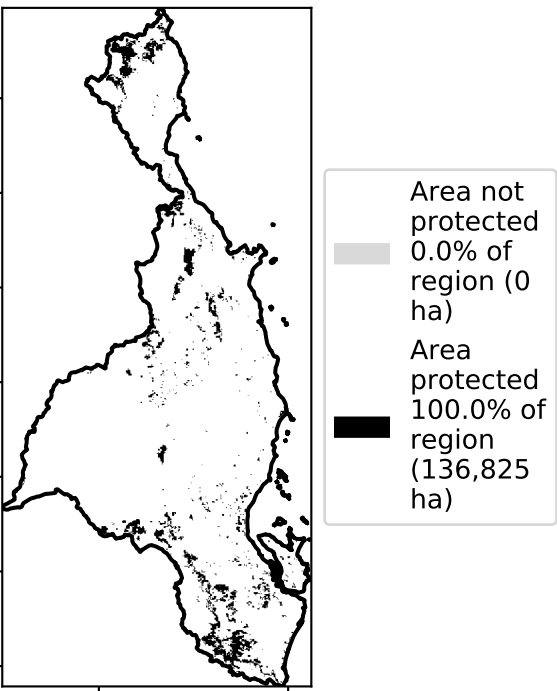 Area not
protected
0.0% of
region (0
ha)
Area
protected
100.0% of
region
(136,825
ha)